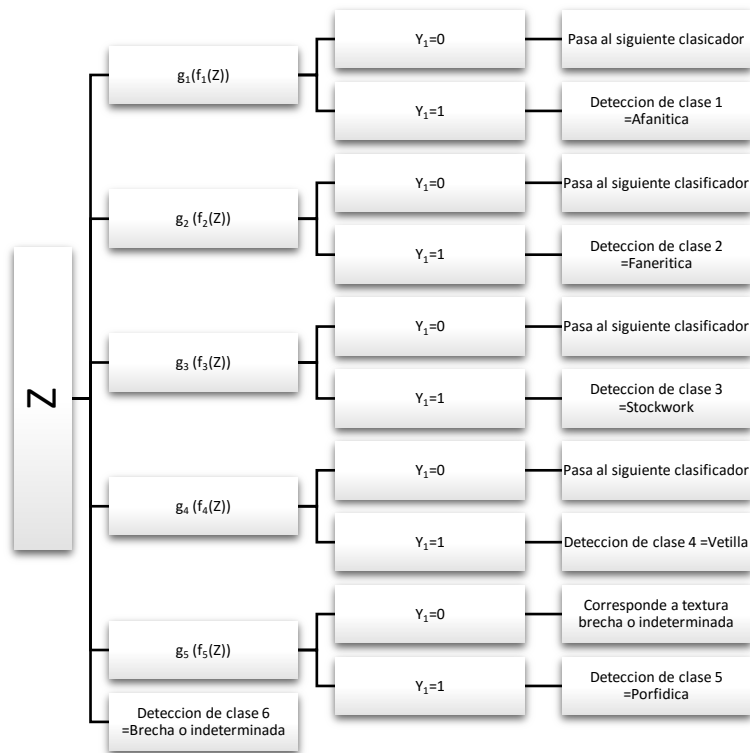 Z
g₁(f₁(Z))
Y₁=0
Pasa al siguiente clasicador
Y₁=1
Deteccion de clase 1
=Afanitica
g₂ (f₂(Z))
Y₁=0
Pasa al siguiente clasificador
Y₁=1
Deteccion de clase 2
=Faneritica
g₃ (f₃(Z))
Y₁=0
Pasa al siguiente clasificador
Y₁=1
Deteccion de clase 3
=Stockwork
g₄ (f₄(Z))
Y₁=0
Pasa al siguiente clasificador
Y₁=1
Deteccion de clase 4 =Vetilla
g₅ (f₅(Z))
Y₁=0
Corresponde a textura
brecha o indeterminada
Y₁=1
Deteccion de clase 5
=Porfidica
Deteccion de clase 6
=Brecha o indeterminada